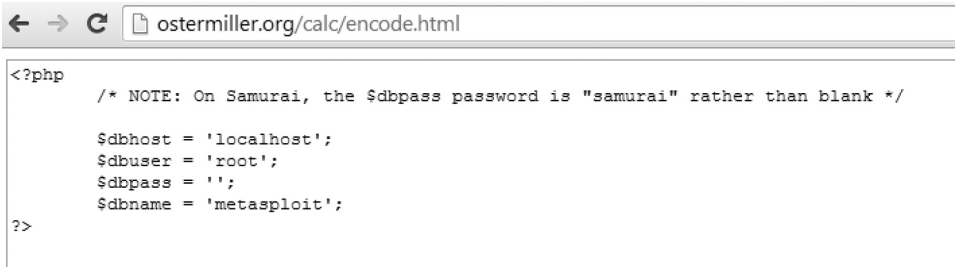 ostermiller.org/calc/encode.html
<?php
/* NOTE: On Samurai, the $dbpass password is "samurai" rather than blank */
$dbhost = 'localhost';
$dbuser = 'root';
$dbpass = '';
$dbname = 'metasploit';
?>